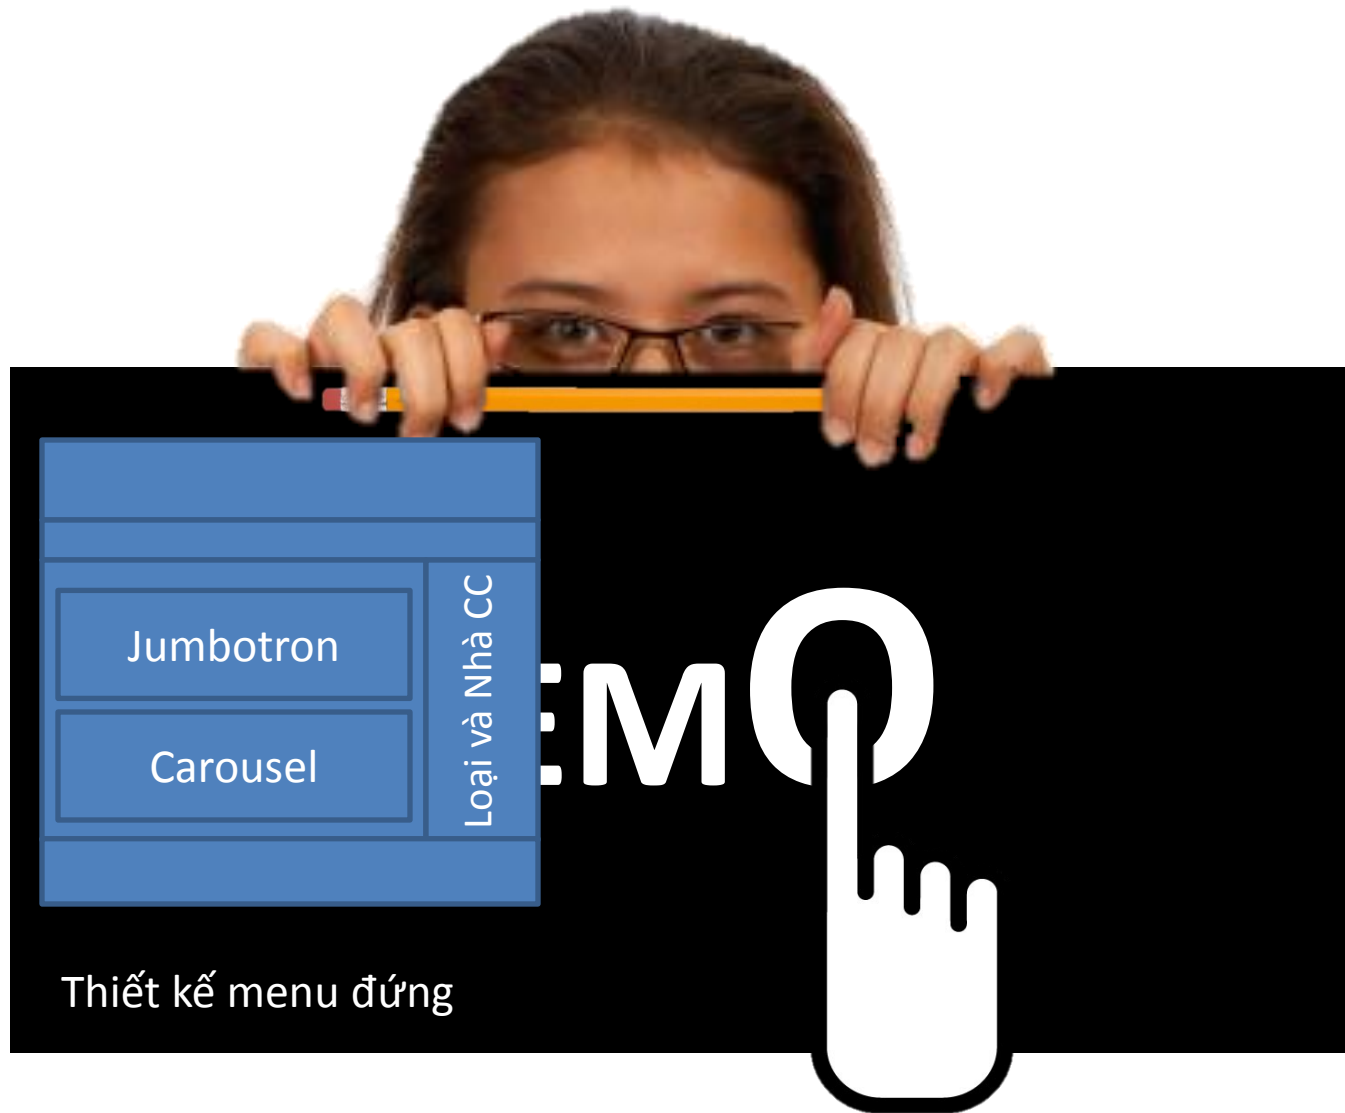 Jumbotron
Carousel
Loại và Nhà CC
EMO
Thiết kế menu đứng